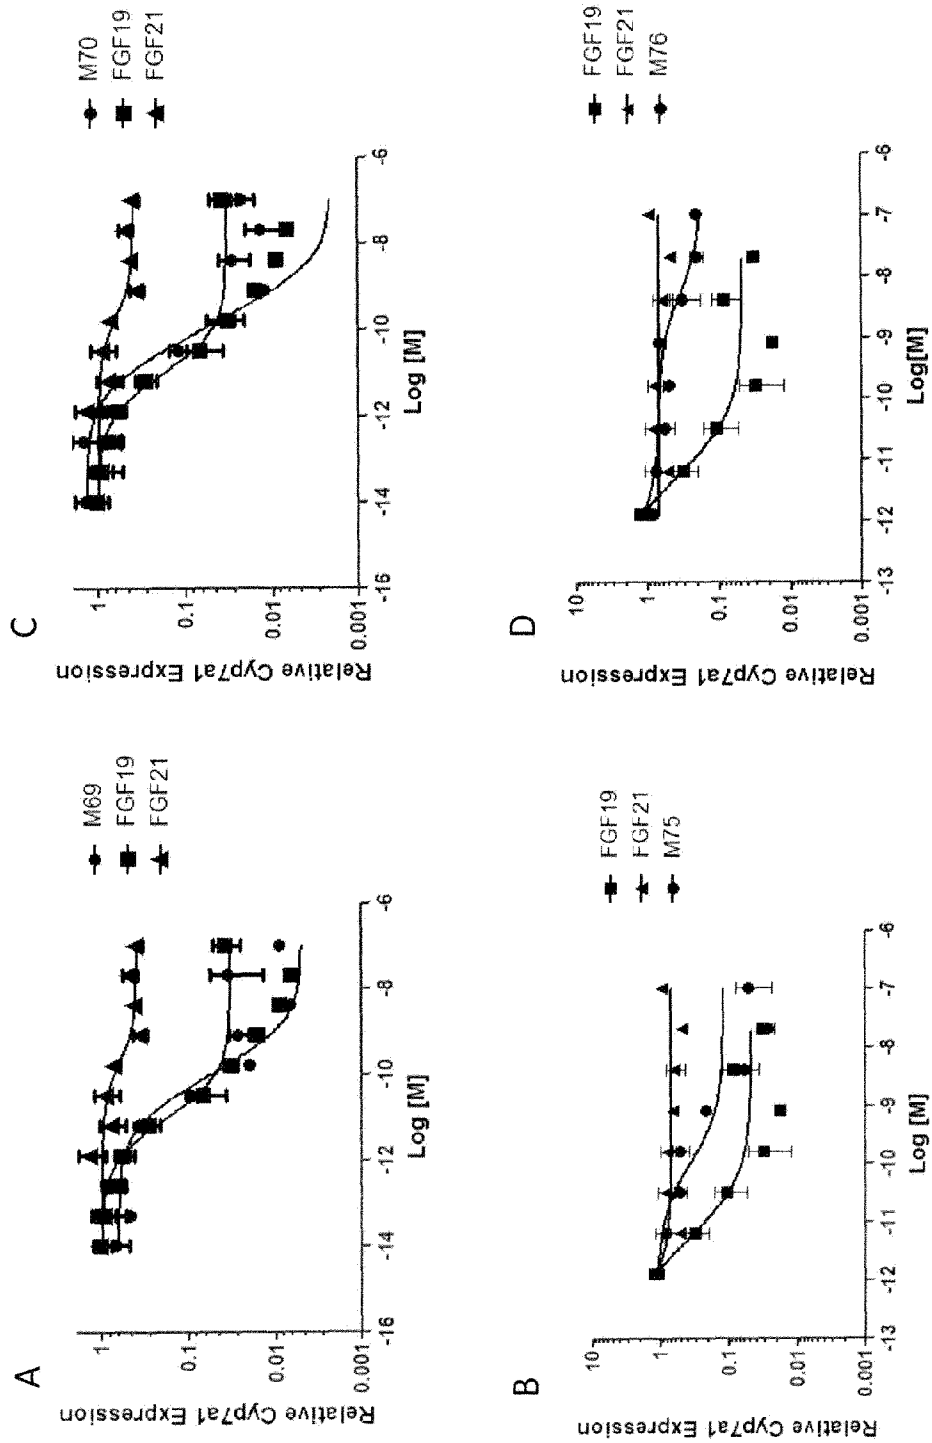 A
Relative Cyp7a1 Expression
1
0.1
0.01
0.001
-16
-14
-12
-10
-8
-6
Log [M]
M69
FGF19
FGF21
C
Relative Cyp7a1 Expression
1
0.1
0.01
0.001
-16
-14
-12
-10
-8
-6
Log [M]
M70
FGF19
FGF21
B
Relative Cyp7a1 Expression
10
1
0.1
0.01
0.001
-13
-12
-11
-10
-9
-8
-7
-6
Log [M]
FGF19
FGF21
M75
D
Relative Cyp7a1 Expression
10
1
0.1
0.01
0.001
-13
-12
-11
-10
-9
-8
-7
-6
Log[M]
FGF19
FGF21
M76